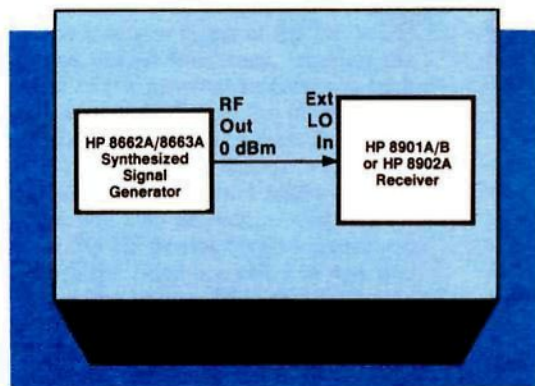 HP 8662A/8663A
Synthesized
Signal
Generator
RF
Out
0 dBm
Ext
LO
In
HP 8901A/B
or HP 8902A
Receiver